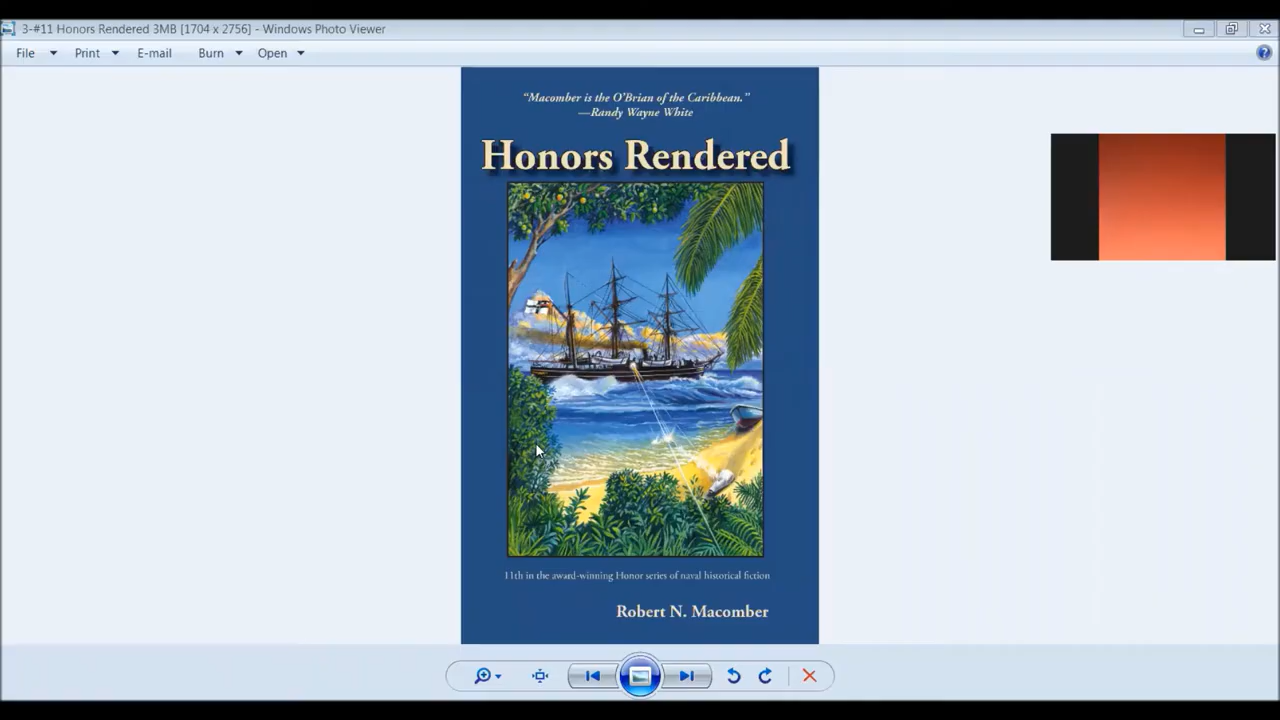 3-#11 Honors Rendered 3MB [1704 x 2756] - Windows Photo Viewer
File Print E-mail Burn Open
“Macomber is the O’Brian of the Caribbean.”
—Randy Wayne White
Honors Rendered
11th in the award-winning Honor series of naval historical fiction
Robert N. Macomber